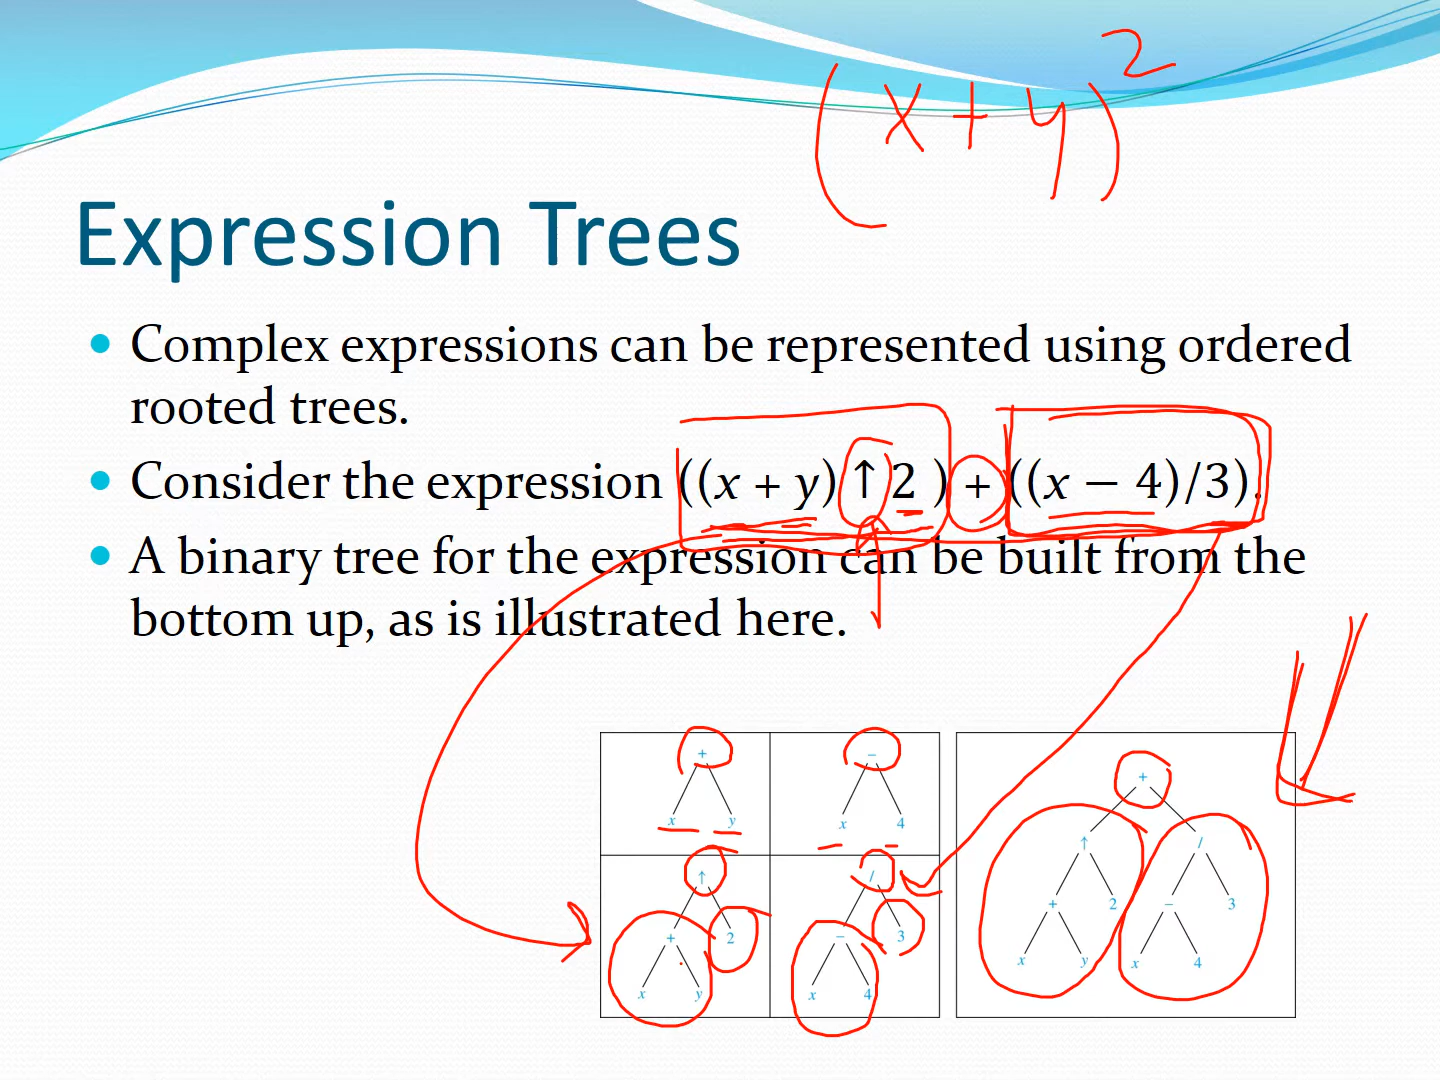 (x+y)²
Expression Trees
• Complex expressions can be represented using ordered
rooted trees.
• Consider the expression ((x + y)↑2 ) + ((x − 4)/3).
• A binary tree for the expression can be built from the
bottom up, as is illustrated here.
+
x y
−
x 4
↑
+ 2
x y
/
− 3
x 4
+
↑ /
+ 2 − 3
x y x 4